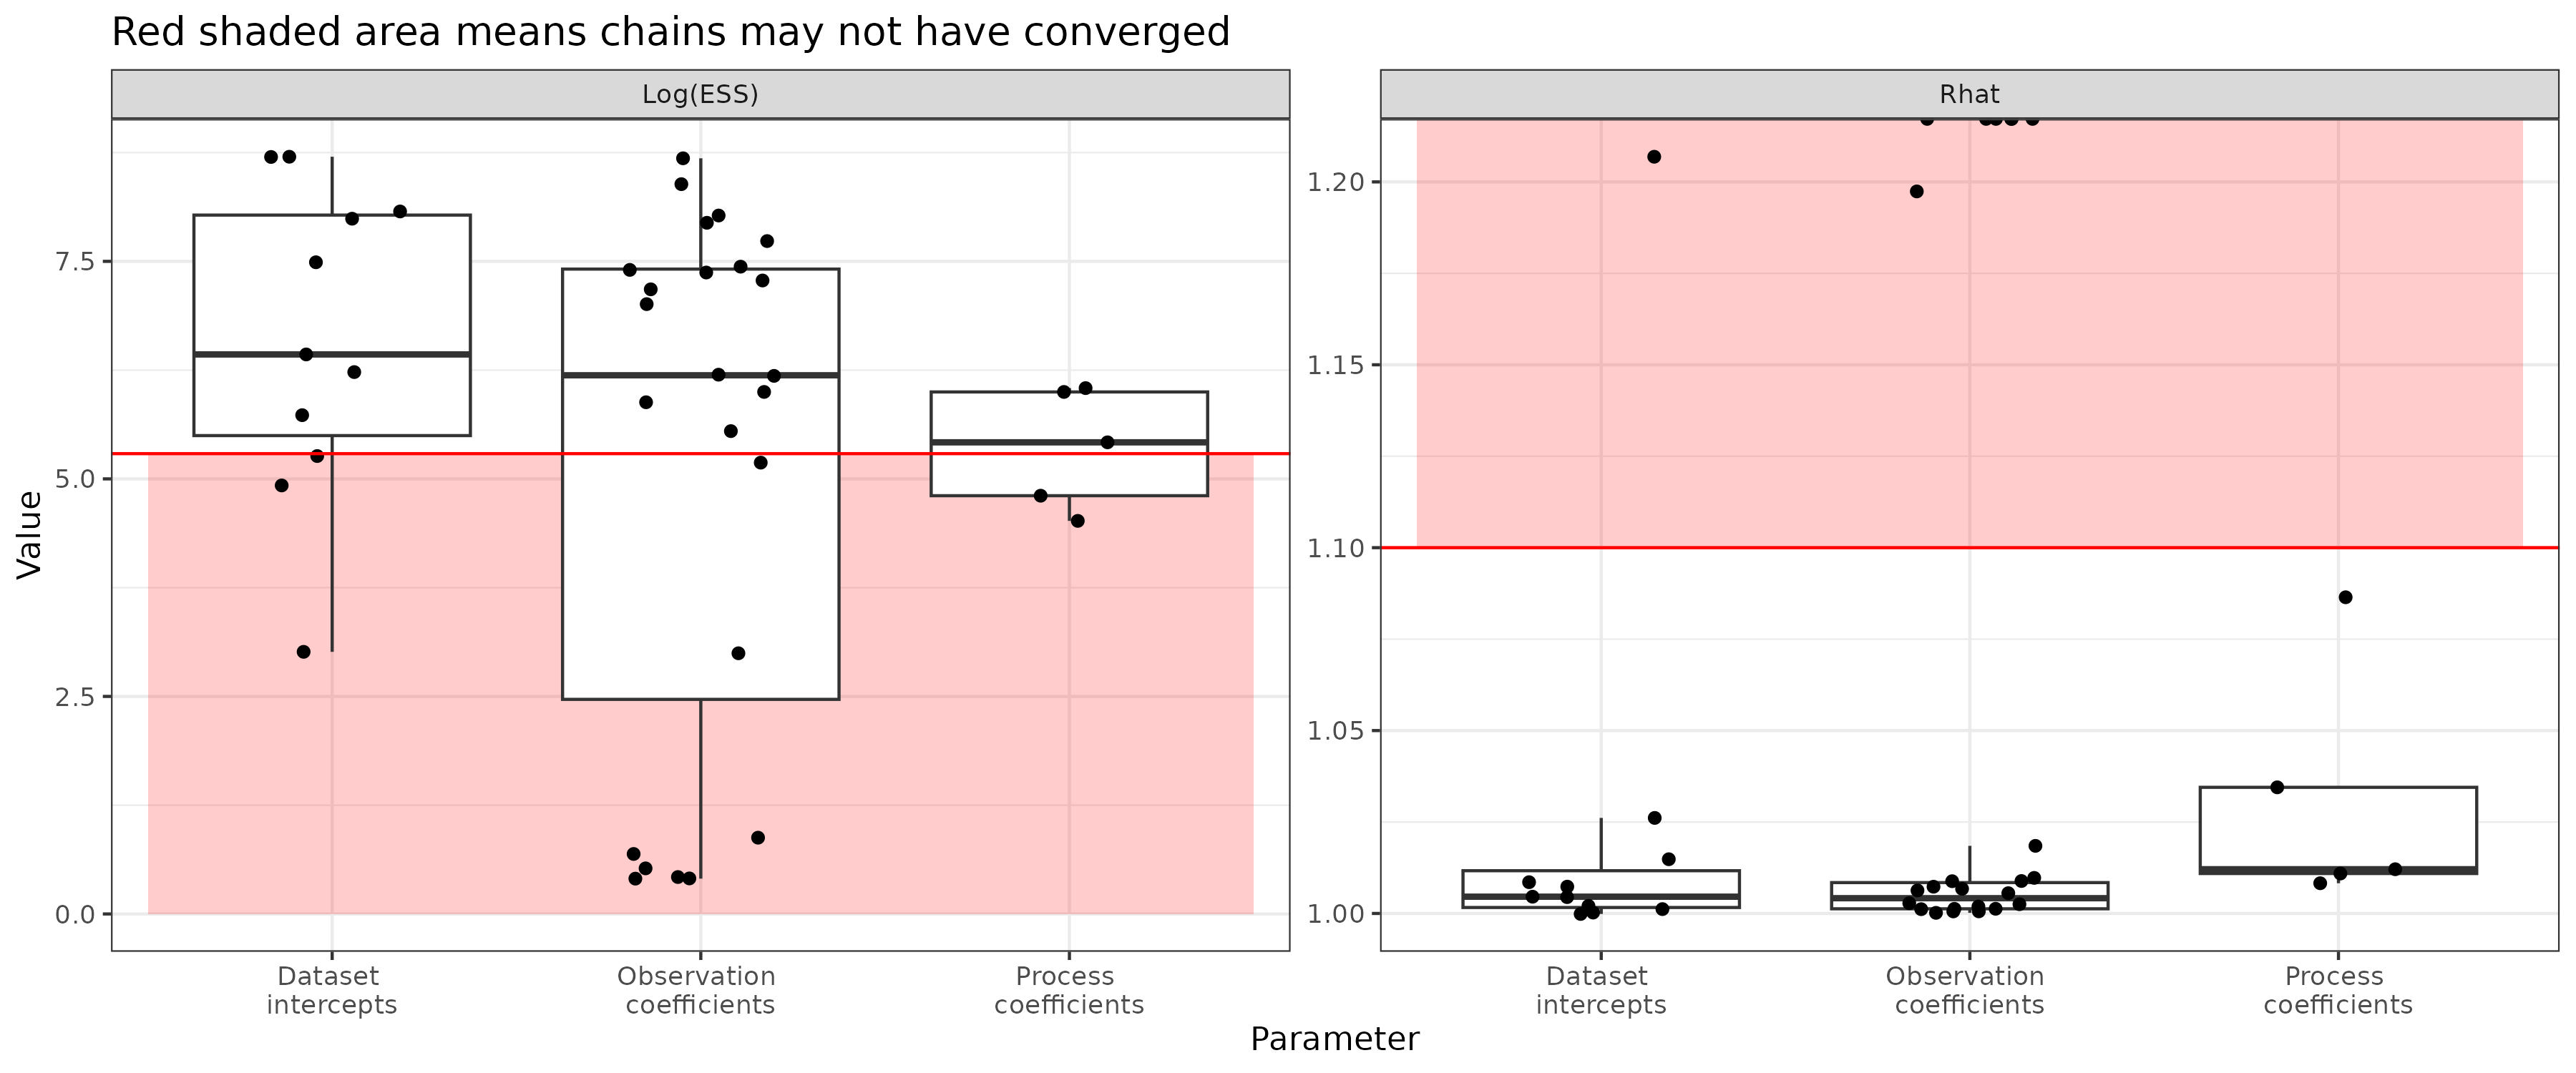 Red shaded area means chains may not have converged
Log(ESS)
Rhat
Value
7.5
5.0
2.5
0.0
1.20
1.15
1.10
1.05
1.00
Dataset
intercepts
Observation
coefficients
Process
coefficients
Dataset
intercepts
Observation
coefficients
Process
coefficients
Parameter